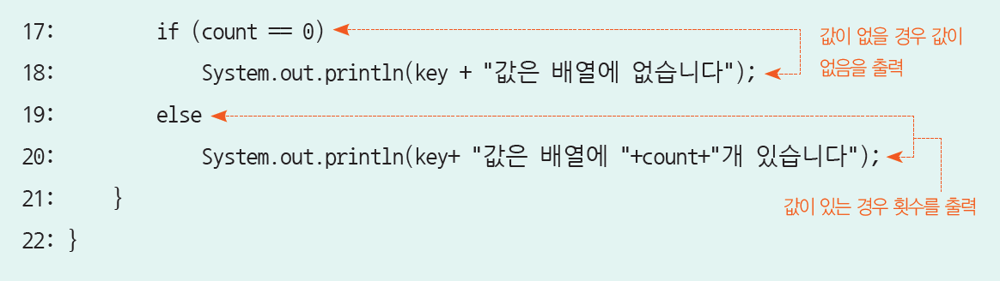 17: if (count == 0)
값이 없을 경우 값이
18: System.out.println(key + "값은 배열에 없습니다");
없음을 출력
19: else
20: System.out.println(key+ "값은 배열에 "+count+"개 있습니다");
21: }
값이 있는 경우 횟수를 출력
22: }